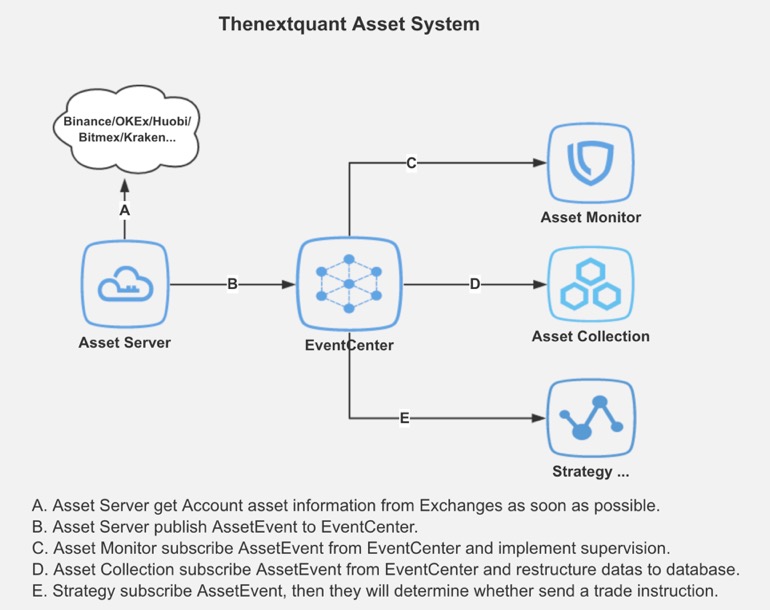 Thenextquant Asset System
Binance/OKEx/Huobi/
Bitmex/Kraken...
C
A
Asset Monitor
B
D
Asset Server
EventCenter
Asset Collection
E
Strategy ...
A. Asset Server get Account asset information from Exchanges as soon as possible.
B. Asset Server publish AssetEvent to EventCenter.
C. Asset Monitor subscribe AssetEvent from EventCenter and implement supervision.
D. Asset Collection subscribe AssetEvent from EventCenter and restructure datas to database.
E. Strategy subscribe AssetEvent, then they will determine whether send a trade instruction.